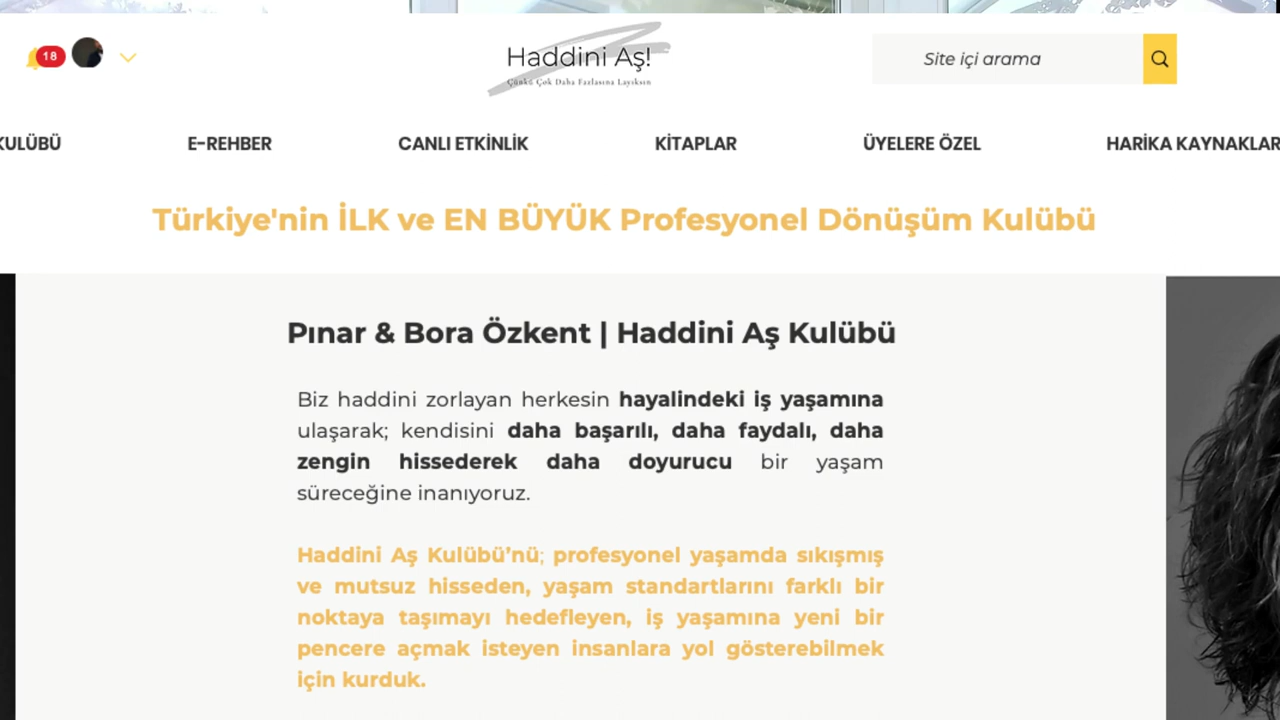 18
Haddini Aş!
Çünkü Çok Daha Fazlasına Layıksın
Site içi arama
KULÜBÜ
E-REHBER
CANLI ETKİNLİK
KİTAPLAR
ÜYELERE ÖZEL
HARİKA KAYNAKLAR
Türkiye'nin İLK ve EN BÜYÜK Profesyonel Dönüşüm Kulübü
Pınar & Bora Özkent | Haddini Aş Kulübü
Biz haddini zorlayan herkesin hayalindeki iş yaşamına
ulaşarak; kendisini daha başarılı, daha faydalı, daha
zengin hissederek daha doyurucu bir yaşam
süreceğine inanıyoruz.
Haddini Aş Kulübü’nü; profesyonel yaşamda sıkışmış
ve mutsuz hisseden, yaşam standartlarını farklı bir
noktaya taşımayı hedefleyen, iş yaşamına yeni bir
pencere açmak isteyen insanlara yol gösterebilmek
için kurduk.